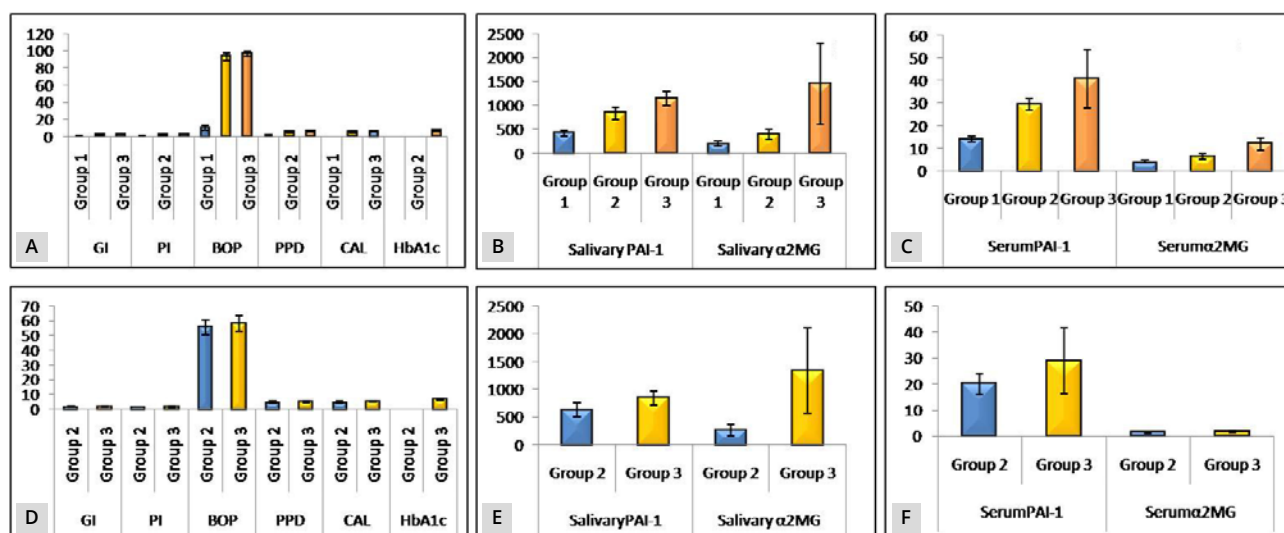 120
100
80
60
40
20
0
Group 1
Group 3
Group 2
Group 1
Group 3
Group 2
Group 1
Group 3
Group 2
GI
PI
BOP
PPD
CAL
HbA1c
A
2500
2000
1500
1000
500
0
Group 1
Group 2
Group 3
Group 1
Group 2
Group 3
Salivary PAI-1
Salivary α2MG
B
60
50
40
30
20
10
0
Group 1 Group 2 Group 3 Group 1 Group 2 Group 3
SerumPAI-1
Serumα2MG
C
70
60
50
40
30
20
10
0
Group 2
Group 3
Group 2
Group 3
Group 2
Group 3
Group 2
Group 3
Group 2
Group 3
Group 2
Group 3
GI
PI
BOP
PPD
CAL
HbA1c
D
2500
2000
1500
1000
500
0
Group 2 Group 3 Group 2 Group 3
SalivaryPAI-1
Salivary α2MG
E
50
40
30
20
10
0
Group 2 Group 3 Group 2 Group 3
SerumPAI-1
Serumα2MG
F